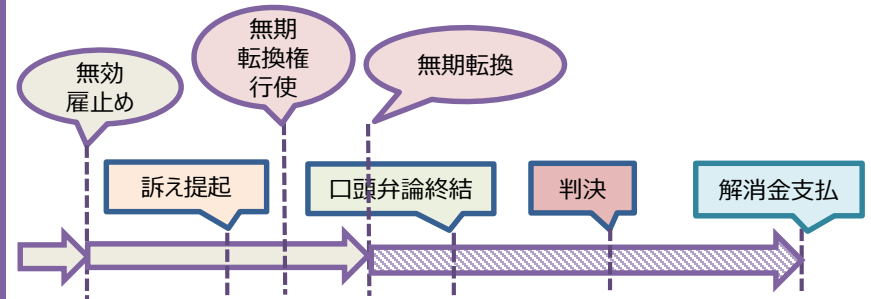 無効
雇止め
無期
転換権
行使
無期転換
訴え提起
口頭弁論終結
判決
解消金支払